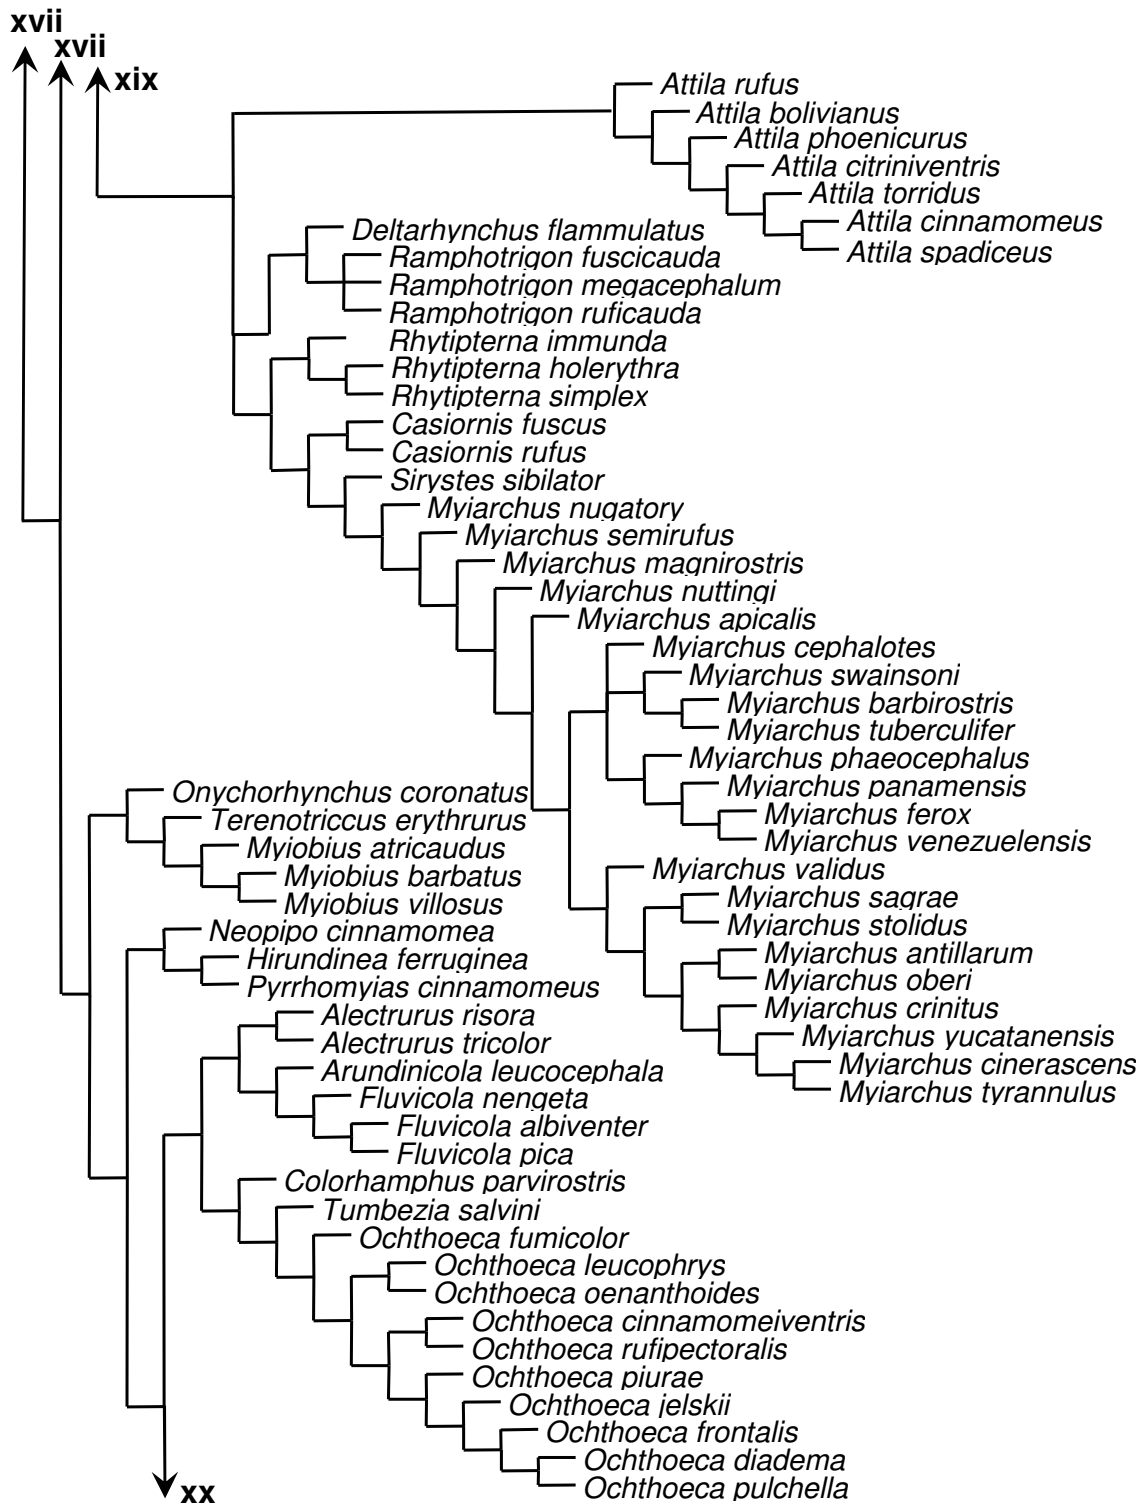 xvii
xvii
xix
Attila rufus
Attila bolivianus
Attila phoenicurus
Attila citriniventris
Attila torridus
Attila cinnamomeus
Attila spadiceus
Deltarhynchus flammulatus
Ramphotrigon fuscicauda
Ramphotrigon megacephalum
Ramphotrigon ruficauda
Rhytipterna immunda
Rhytipterna holerythra
Rhytipterna simplex
Casiornis fuscus
Casiornis rufus
Sirystes sibilator
Myiarchus nugatory
Myiarchus semirufus
Myiarchus magnirostris
Myiarchus nuttingi
Myiarchus apicalis
Myiarchus cephalotes
Myiarchus swainsoni
Myiarchus barbirostris
Myiarchus tuberculifer
Myiarchus phaeocephalus
Myiarchus panamensis
Myiarchus ferox
Myiarchus venezuelensis
Myiarchus validus
Myiarchus sagrae
Myiarchus stolidus
Myiarchus antillarum
Myiarchus oberi
Myiarchus crinitus
Myiarchus yucatanensis
Myiarchus cinerascens
Myiarchus tyrannulus
Onychorhynchus coronatus
Terenotriccus erythrurus
Myiobius atricaudus
Myiobius barbatus
Myiobius villosus
Neopipo cinnamomea
Hirundinea ferruginea
Pyrrhomyias cinnamomeus
Alectrurus risora
Alectrurus tricolor
Arundinicola leucocephala
Fluvicola nengeta
Fluvicola albiventer
Fluvicola pica
Colorhamphus parvirostris
Tumbezia salvini
Ochthoeca fumicolor
Ochthoeca leucophrys
Ochthoeca oenanthoides
Ochthoeca cinnamomeiventris
Ochthoeca rufipectoralis
Ochthoeca piurae
Ochthoeca jelskii
Ochthoeca frontalis
Ochthoeca diadema
Ochthoeca pulchella
xx